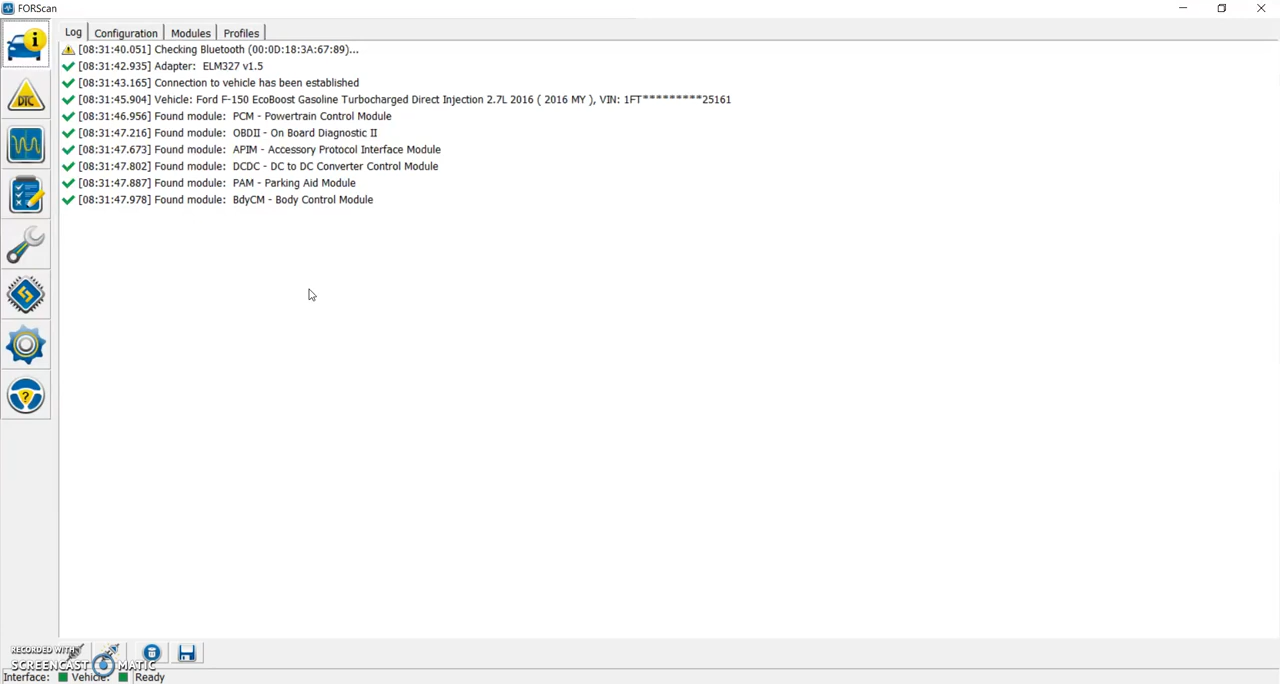 FORScan
Log Configuration Modules Profiles
[08:31:40.051] Checking Bluetooth (00:0D:18:3A:67:89)...
[08:31:42.935] Adapter: ELM327 v1.5
[08:31:43.165] Connection to vehicle has been established
[08:31:45.904] Vehicle: Ford F-150 EcoBoost Gasoline Turbocharged Direct Injection 2.7L 2016 ( 2016 MY ), VIN: 1FT*********25161
[08:31:46.956] Found module: PCM - Powertrain Control Module
[08:31:47.216] Found module: OBDII - On Board Diagnostic II
[08:31:47.673] Found module: APIM - Accessory Protocol Interface Module
[08:31:47.802] Found module: DCDC - DC to DC Converter Control Module
[08:31:47.887] Found module: PAM - Parking Aid Module
[08:31:47.978] Found module: BdyCM - Body Control Module
DTC
RECORDED WITH
SCREENCAST MATIC
Interface: Vehicle: Ready